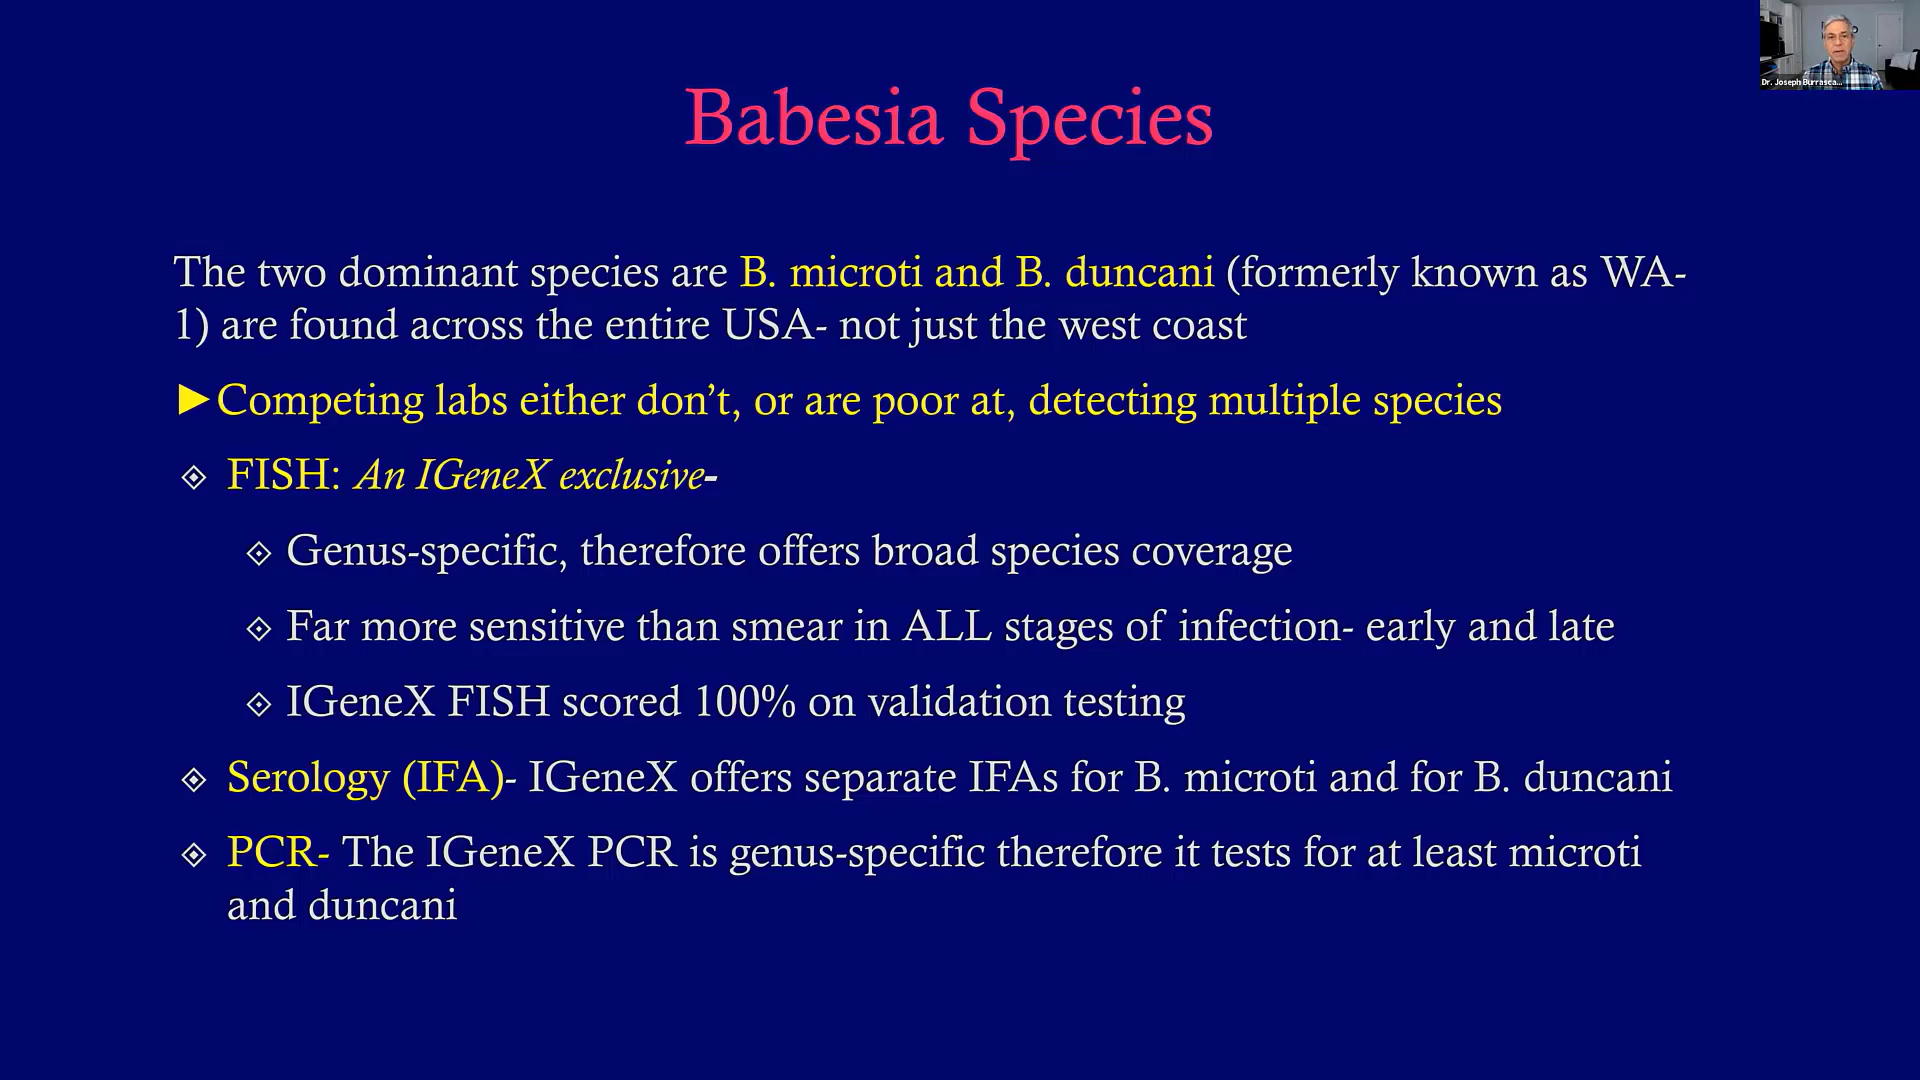 Dr. Joseph Burrasca...
Babesia Species
The two dominant species are B. microti and B. duncani (formerly known as WA-
1) are found across the entire USA- not just the west coast
►Competing labs either don’t, or are poor at, detecting multiple species
FISH: An IGeneX exclusive-
Genus-specific, therefore offers broad species coverage
Far more sensitive than smear in ALL stages of infection- early and late
IGeneX FISH scored 100% on validation testing
Serology (IFA)- IGeneX offers separate IFAs for B. microti and for B. duncani
PCR- The IGeneX PCR is genus-specific therefore it tests for at least microti
and duncani